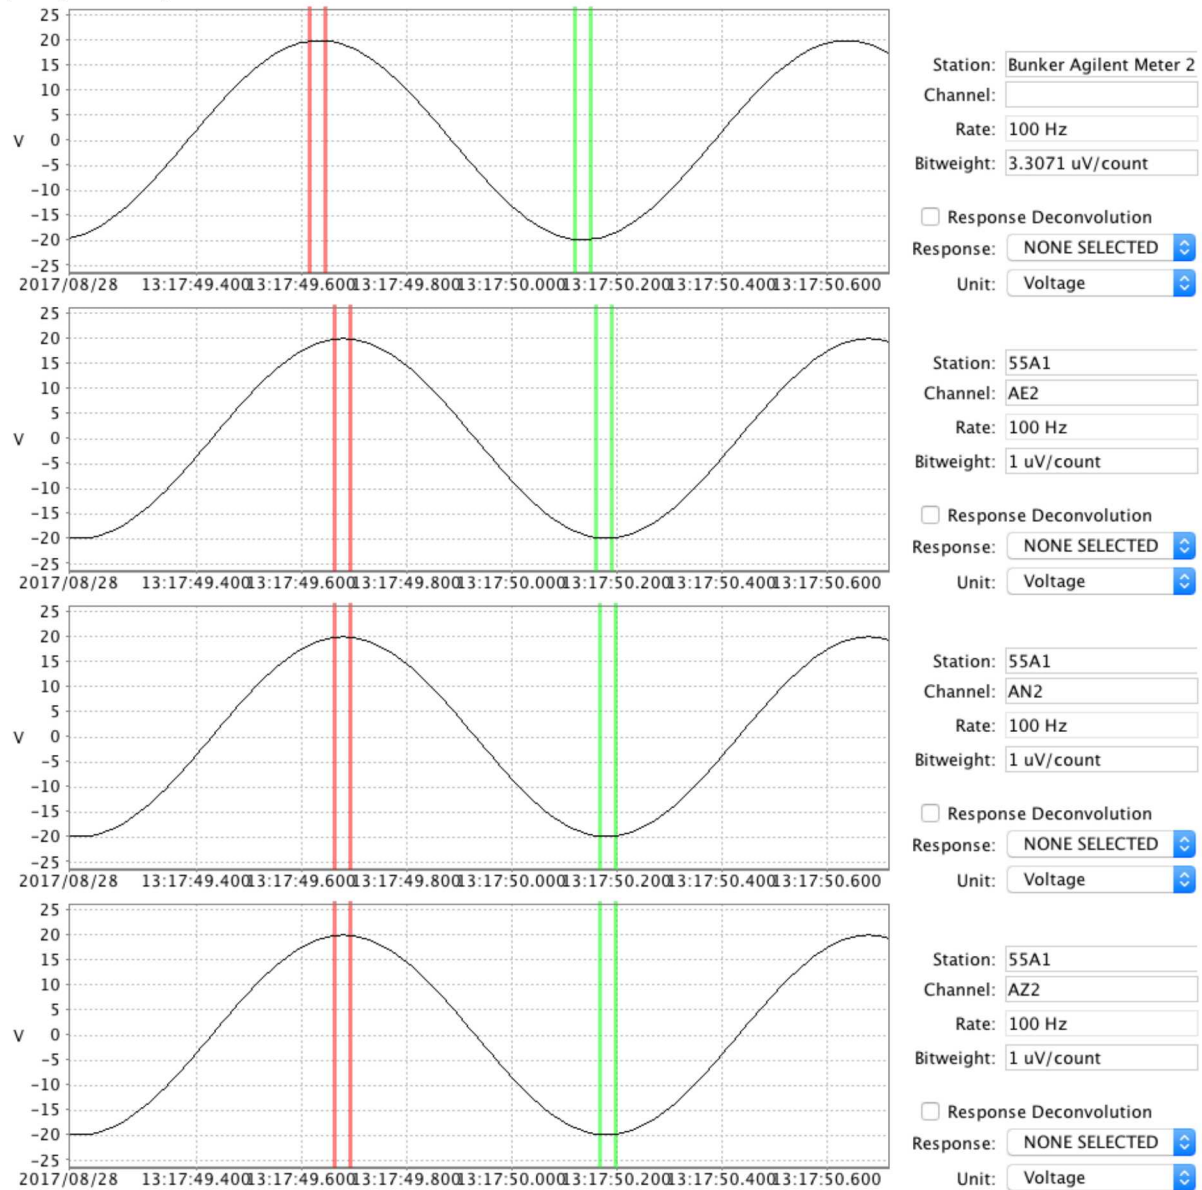 25
20
15
10
5
0
-5
-10
-15
-20
-25
V
2017/08/28 13:17:49.400 13:17:49.600 13:17:49.800 13:17:50.000 13:17:50.200 13:17:50.400 13:17:50.600
Station: Bunker Agilent Meter 2
Channel:
Rate: 100 Hz
Bitweight: 3.3071 uV/count
Response Deconvolution
Response: NONE SELECTED
Unit: Voltage
25
20
15
10
5
0
-5
-10
-15
-20
-25
V
2017/08/28 13:17:49.400 13:17:49.600 13:17:49.800 13:17:50.000 13:17:50.200 13:17:50.400 13:17:50.600
Station: 55A1
Channel: AE2
Rate: 100 Hz
Bitweight: 1 uV/count
Response Deconvolution
Response: NONE SELECTED
Unit: Voltage
25
20
15
10
5
0
-5
-10
-15
-20
-25
V
2017/08/28 13:17:49.400 13:17:49.600 13:17:49.800 13:17:50.000 13:17:50.200 13:17:50.400 13:17:50.600
Station: 55A1
Channel: AN2
Rate: 100 Hz
Bitweight: 1 uV/count
Response Deconvolution
Response: NONE SELECTED
Unit: Voltage
25
20
15
10
5
0
-5
-10
-15
-20
-25
V
2017/08/28 13:17:49.400 13:17:49.600 13:17:49.800 13:17:50.000 13:17:50.200 13:17:50.400 13:17:50.600
Station: 55A1
Channel: AZ2
Rate: 100 Hz
Bitweight: 1 uV/count
Response Deconvolution
Response: NONE SELECTED
Unit: Voltage